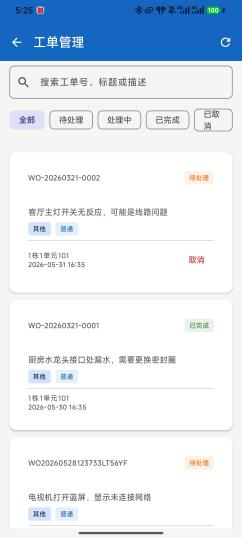 5:25
100
工单管理
搜索工单号、标题或描述
全部
待处理
处理中
已完成
已取
消
WO-20260321-0002
待处理
客厅主灯开关无反应，可能是线路问题
其他
普通
1栋1单元101
2026-05-31 16:35
取消
WO-20260321-0001
已完成
厨房水龙头接口处漏水，需要更换密封圈
其他
普通
1栋1单元101
2026-05-30 16:35
WO20260528123733LT56YF
待处理
电视机打开蓝屏，显示未连接网络
其他
普通